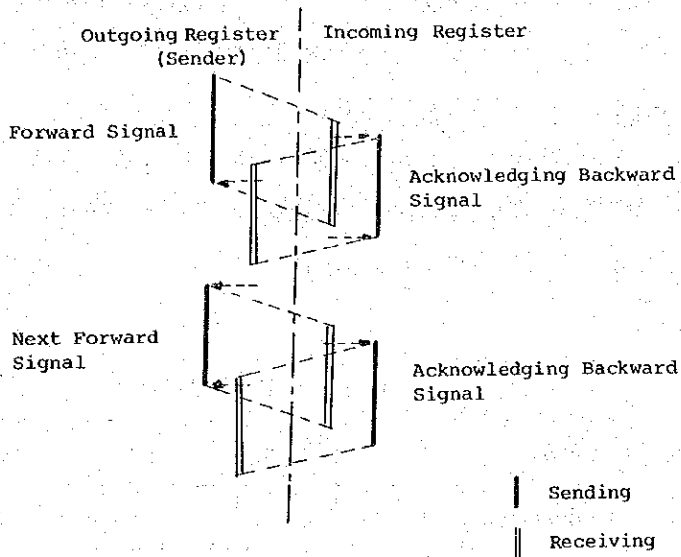 Outgoing Register
(Sender)
Incoming Register
Forward Signal
Acknowledging Backward
Signal
Next Forward
Signal
Acknowledging Backward
Signal
Sending
Receiving